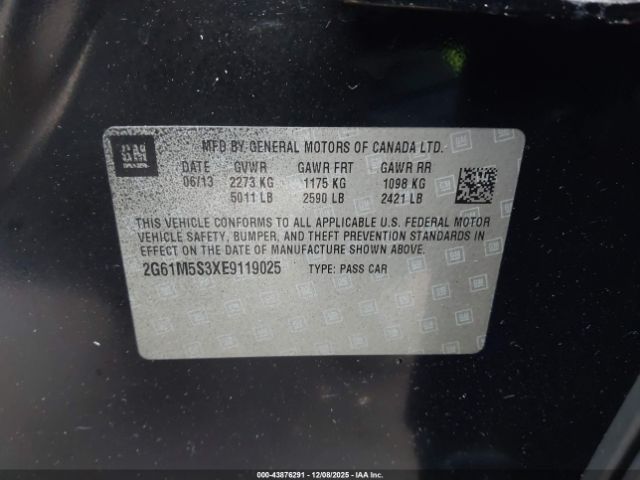 GM
MFD BY GENERAL MOTORS OF CANADA LTD.
DATE GVWR GAWR FRT GAWR RR
06/13 2273 KG 1175 KG 1098 KG
5011 LB 2590 LB 2421 LB
THIS VEHICLE CONFORMS TO ALL APPLICABLE U.S. FEDERAL MOTOR
VEHICLE SAFETY, BUMPER, AND THEFT PREVENTION STANDARDS IN
EFFECT ON THE DATE OF MANUFACTURE SHOWN ABOVE.
2G61M5S3XE9119025 TYPE: PASS CAR
000-43876291 - 12/08/2025 - IAA, Inc.